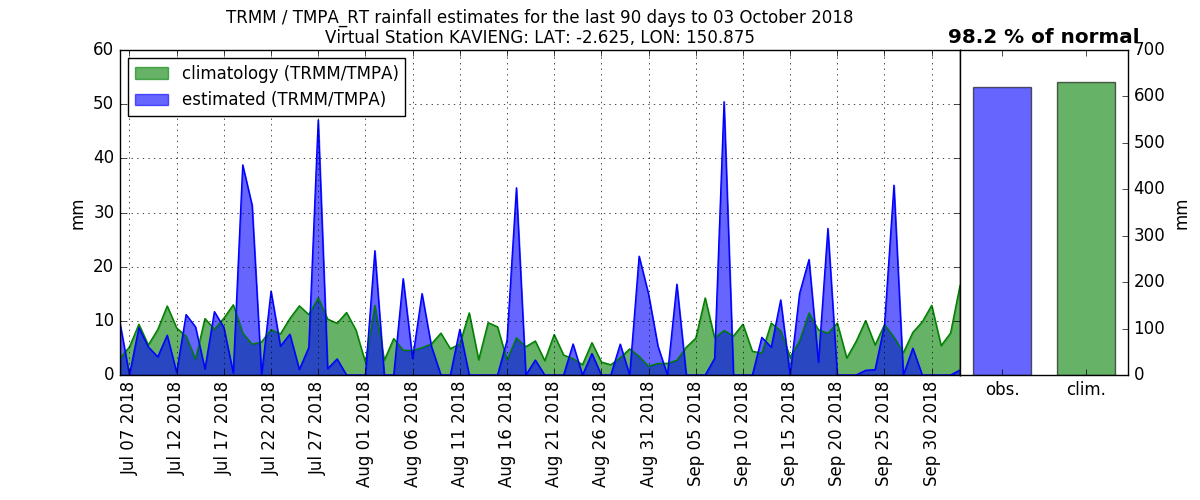 TRMM / TMPA_RT rainfall estimates for the last 90 days to 03 October 2018
Virtual Station KAVIENG: LAT: -2.625, LON: 150.875
98.2 % of normal
climatology (TRMM/TMPA)
estimated (TRMM/TMPA)
60
50
40
30
20
10
0
mm
Jul 07 2018
Jul 12 2018
Jul 17 2018
Jul 22 2018
Jul 27 2018
Aug 01 2018
Aug 06 2018
Aug 11 2018
Aug 16 2018
Aug 21 2018
Aug 26 2018
Aug 31 2018
Sep 05 2018
Sep 10 2018
Sep 15 2018
Sep 20 2018
Sep 25 2018
Sep 30 2018
700
600
500
400
300
200
100
0
mm
obs.
clim.